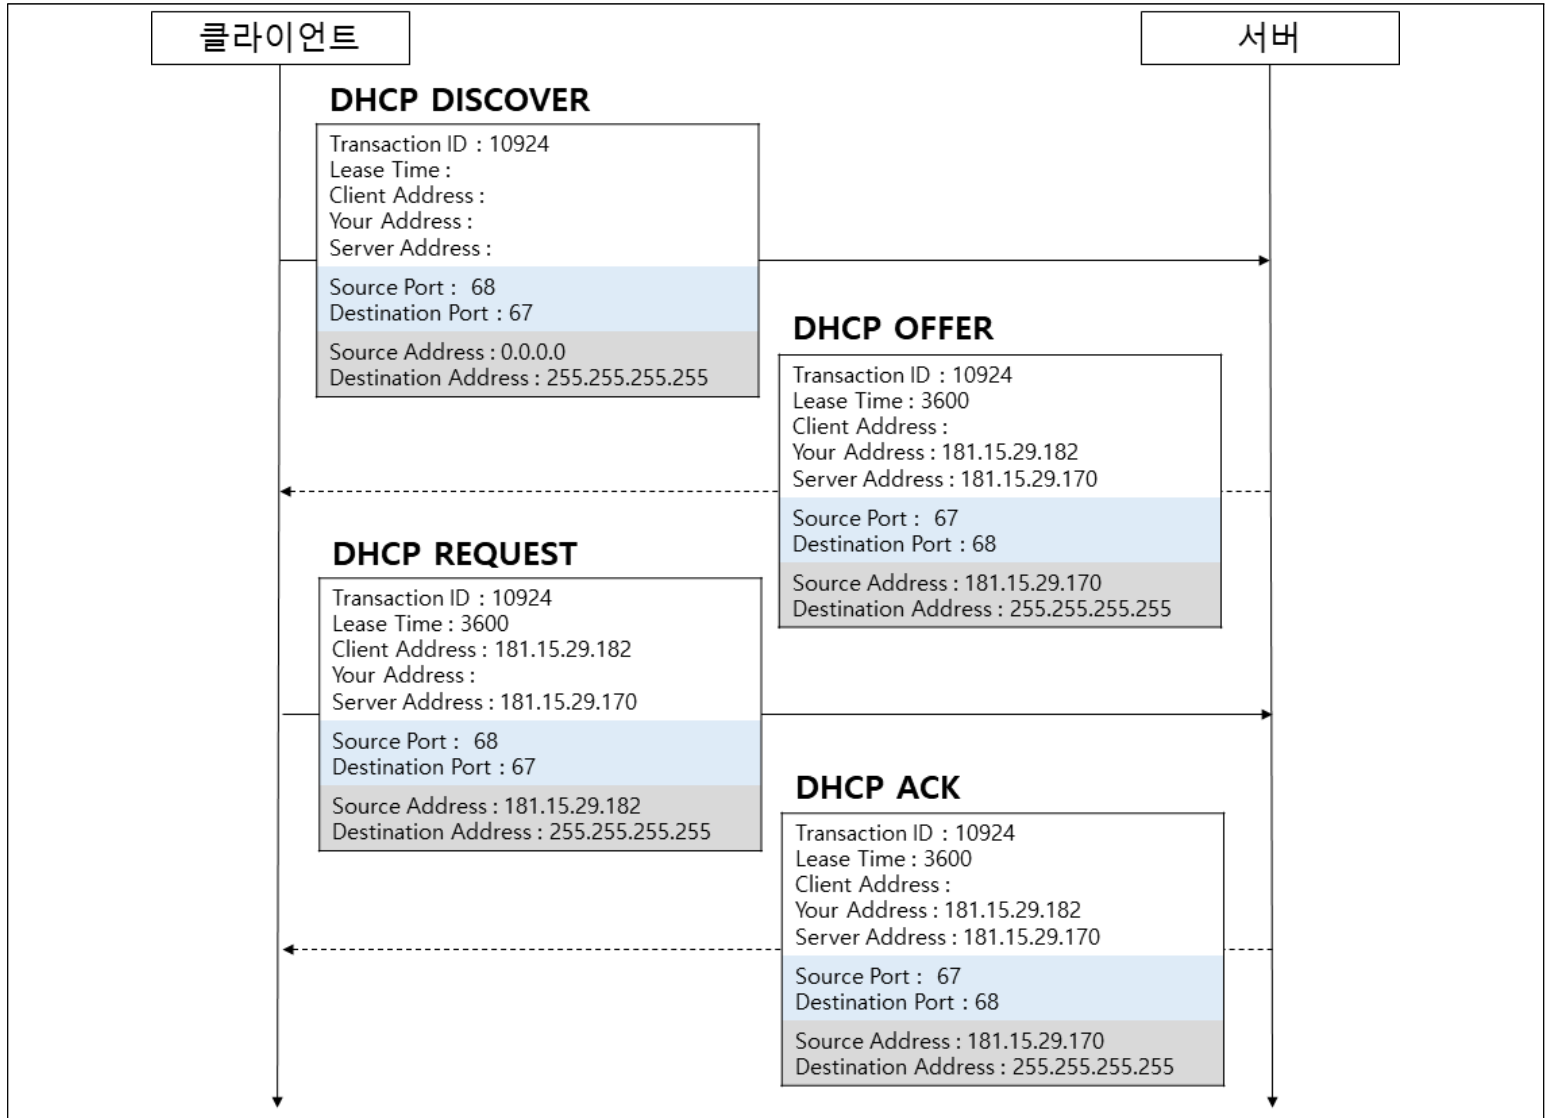 클라이언트
서버
DHCP DISCOVER
Transaction ID : 10924
Lease Time :
Client Address :
Your Address :
Server Address :
Source Port : 68
Destination Port : 67
Source Address : 0.0.0.0
Destination Address : 255.255.255.255
DHCP OFFER
Transaction ID : 10924
Lease Time : 3600
Client Address :
Your Address : 181.15.29.182
Server Address : 181.15.29.170
Source Port : 67
Destination Port : 68
Source Address : 181.15.29.170
Destination Address : 255.255.255.255
DHCP REQUEST
Transaction ID : 10924
Lease Time : 3600
Client Address : 181.15.29.182
Your Address :
Server Address : 181.15.29.170
Source Port : 68
Destination Port : 67
Source Address : 181.15.29.182
Destination Address : 255.255.255.255
DHCP ACK
Transaction ID : 10924
Lease Time : 3600
Client Address :
Your Address : 181.15.29.182
Server Address : 181.15.29.170
Source Port : 67
Destination Port : 68
Source Address : 181.15.29.170
Destination Address : 255.255.255.255